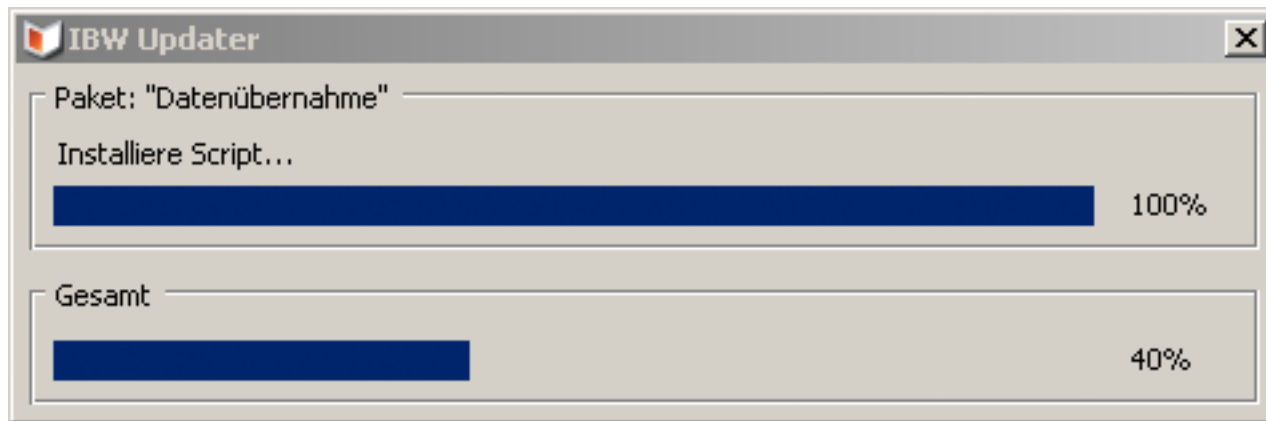 IBW Updater
Paket: "Datenübernahme"
Installiere Script...
100%
Gesamt
40%